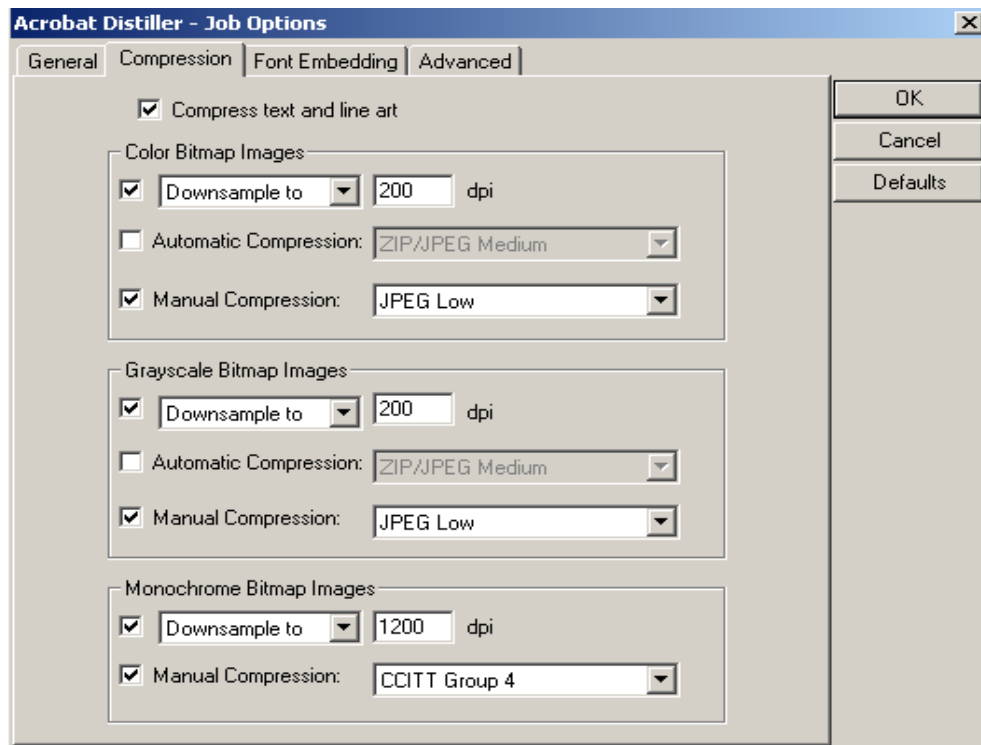 Acrobat Distiller - Job Options
General Compression Font Embedding Advanced
OK
Cancel
Defaults
Compress text and line art
Color Bitmap Images
Downsample to 200 dpi
Automatic Compression: ZIP/JPEG Medium
Manual Compression: JPEG Low
Grayscale Bitmap Images
Downsample to 200 dpi
Automatic Compression: ZIP/JPEG Medium
Manual Compression: JPEG Low
Monochrome Bitmap Images
Downsample to 1200 dpi
Manual Compression: CCITT Group 4